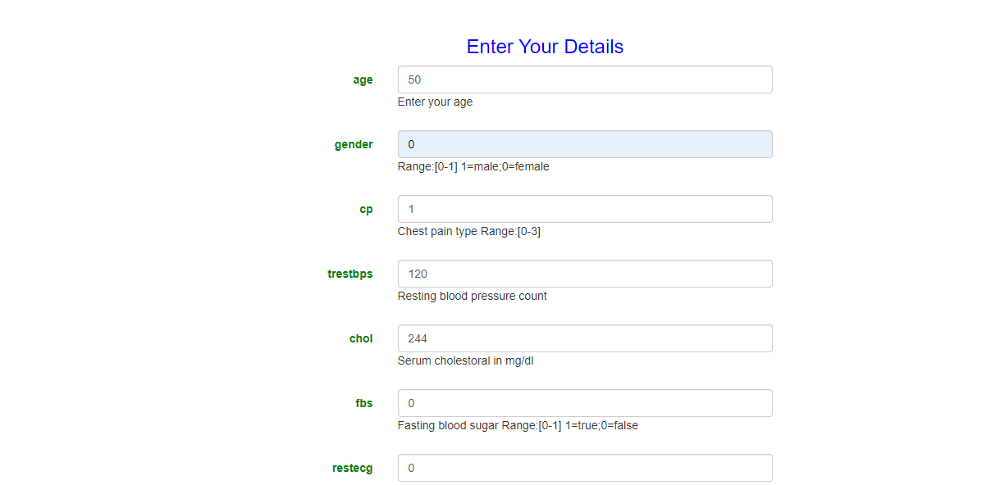 Enter Your Details
age 50
Enter your age
gender 0
Range:[0-1] 1=male;0=female
cp 1
Chest pain type Range:[0-3]
trestbps 120
Resting blood pressure count
chol 244
Serum cholestoral in mg/dl
fbs 0
Fasting blood sugar Range:[0-1] 1=true;0=false
restecg 0